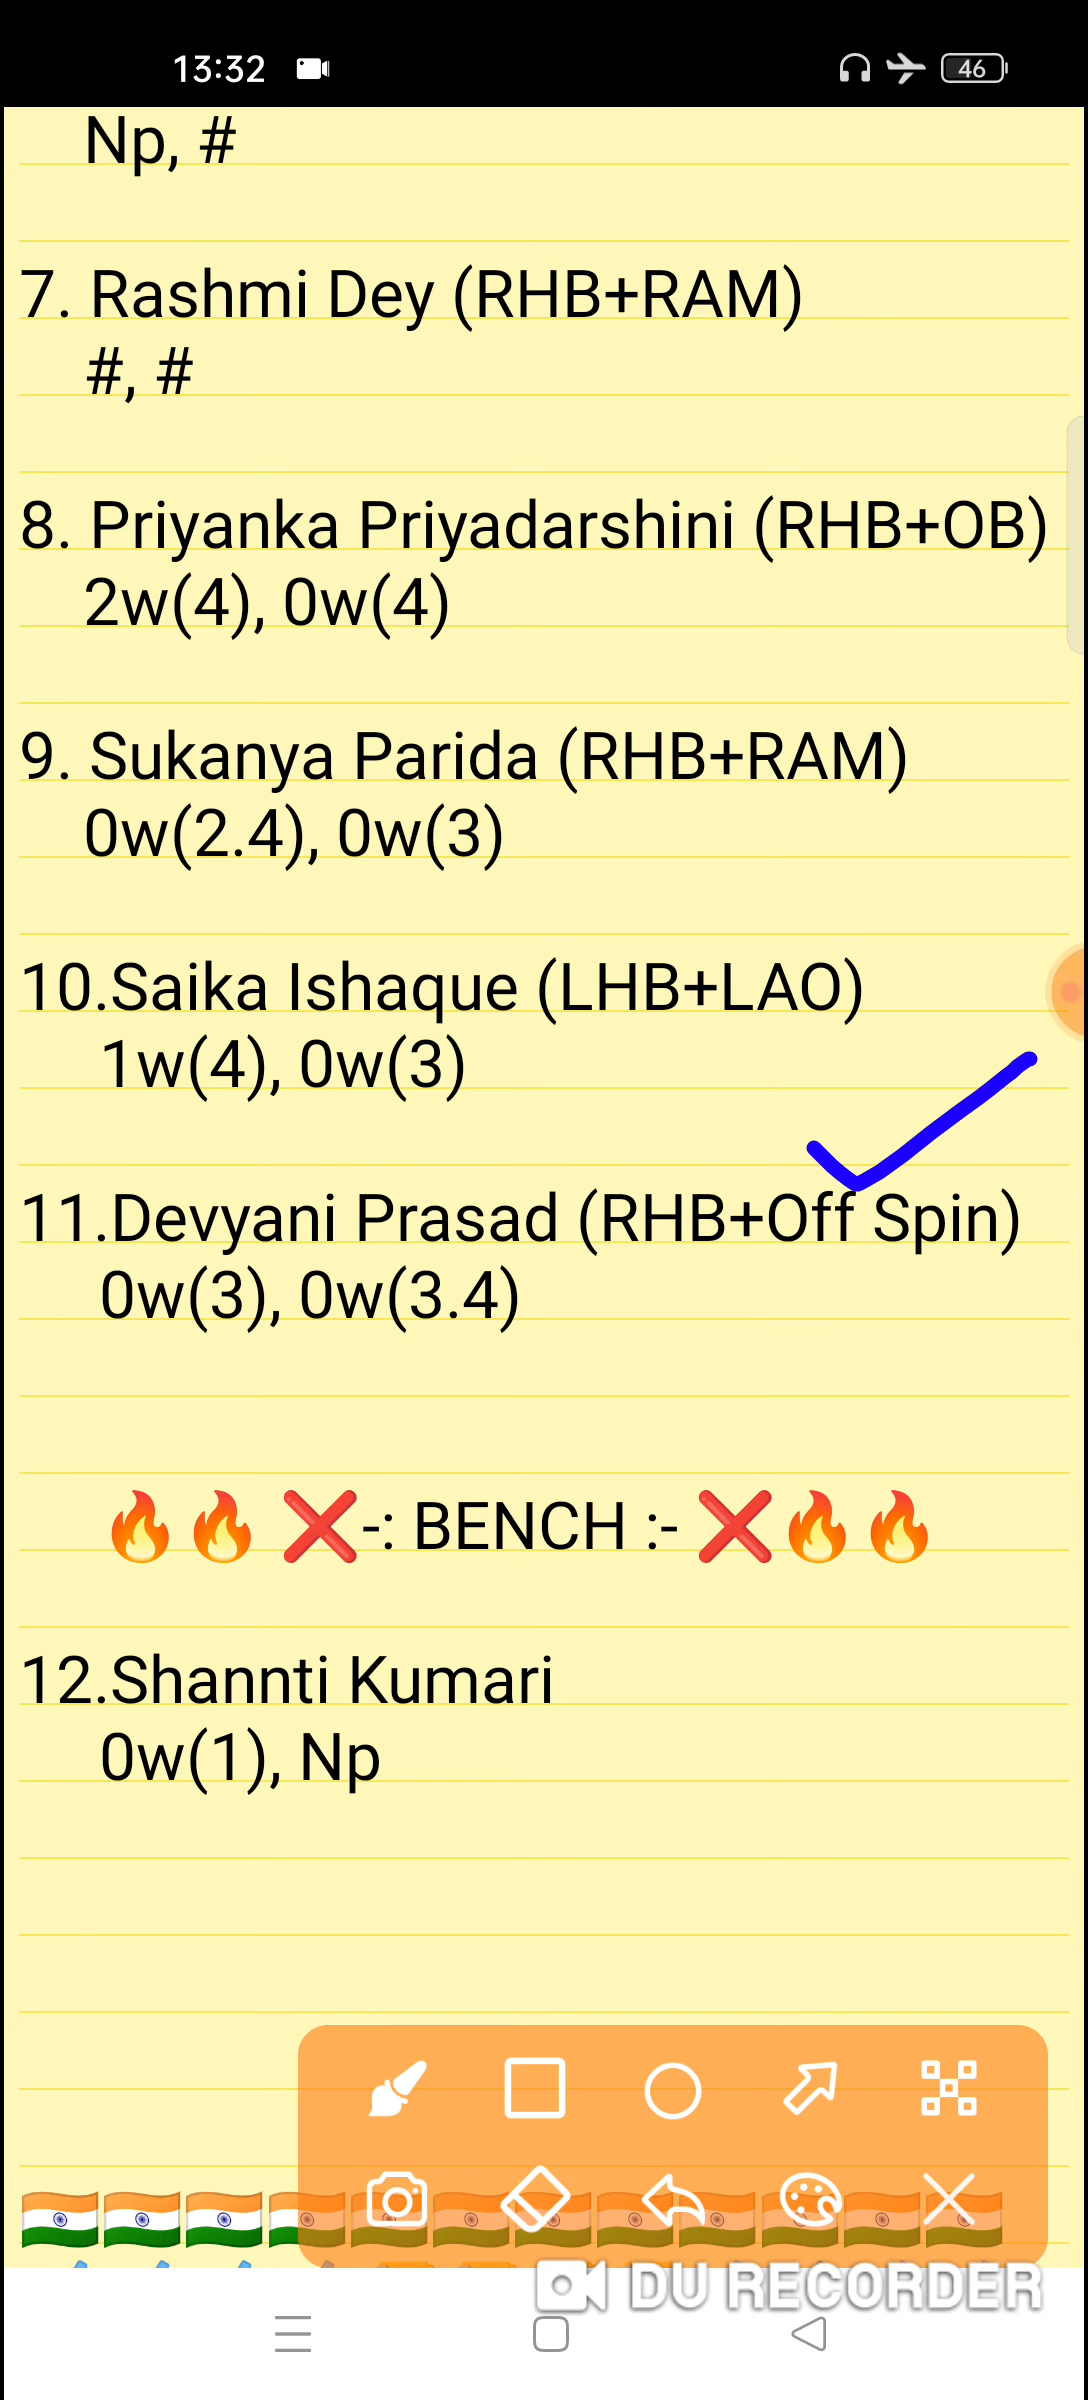 13:32
46
Np, #
7. Rashmi Dey (RHB+RAM)
#, #
8. Priyanka Priyadarshini (RHB+OB)
2w(4), 0w(4)
9. Sukanya Parida (RHB+RAM)
0w(2.4), 0w(3)
10.Saika Ishaque (LHB+LAO)
1w(4), 0w(3)
11.Devyani Prasad (RHB+Off Spin)
0w(3), 0w(3.4)
🔥🔥 ❌-: BENCH :- ❌🔥🔥
12.Shannti Kumari
0w(1), Np
🇮🇳🇮🇳🇮🇳🇮🇳🇮🇳🇮🇳🇮🇳🇮🇳🇮🇳🇮🇳🇮🇳🇮🇳
DU RECORDER